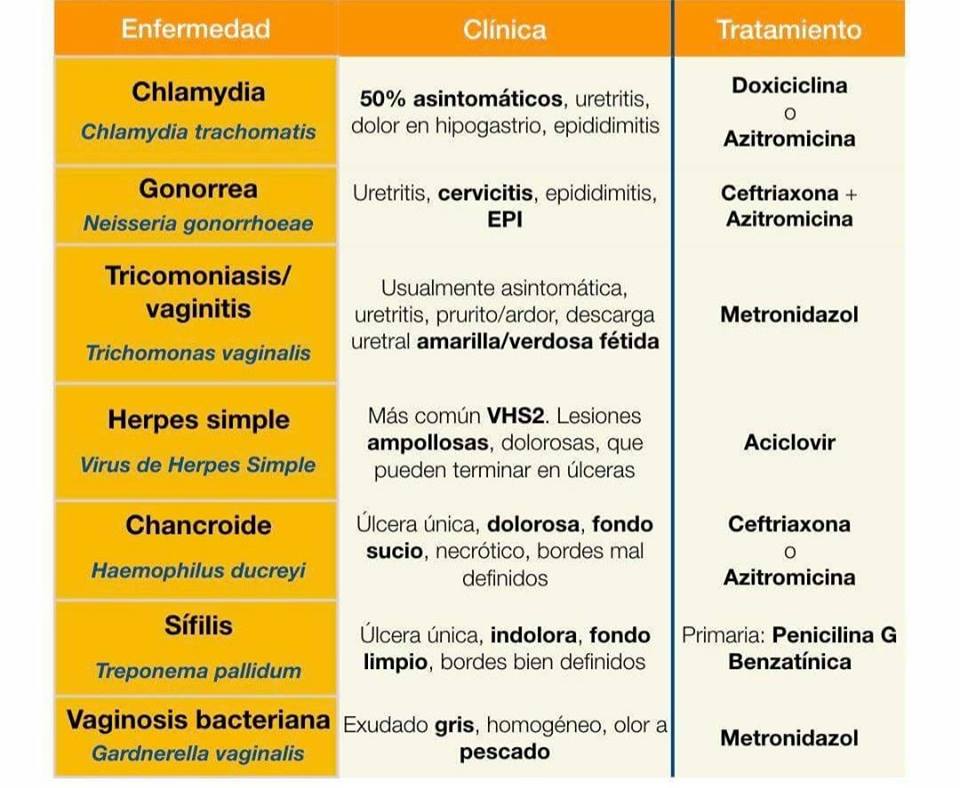 Enfermedad
Clínica
Tratamiento
Chlamydia
Chlamydia trachomatis
50% asintomáticos, uretritis,
dolor en hipogastrio, epididimitis
Doxiciclina
o
Azitromicina
Gonorrea
Neisseria gonorrhoeae
Uretritis, cervicitis, epididimitis,
EPI
Ceftriaxona +
Azitromicina
Tricomoniasis/
vaginitis
Trichomonas vaginalis
Usualmente asintomática,
uretritis, prurito/ardor, descarga
uretral amarilla/verdosa fétida
Metronidazol
Herpes simple
Virus de Herpes Simple
Más común VHS2. Lesiones
ampollosas, dolorosas, que
pueden terminar en úlceras
Aciclovir
Chancroide
Haemophilus ducreyi
Úlcera única, dolorosa, fondo
sucio, necrótico, bordes mal
definidos
Ceftriaxona
o
Azitromicina
Sífilis
Treponema pallidum
Úlcera única, indolora, fondo
limpio, bordes bien definidos
Primaria: Penicilina G
Benzatínica
Vaginosis bacteriana
Gardnerella vaginalis
Exudado gris, homogéneo, olor a
pescado
Metronidazol